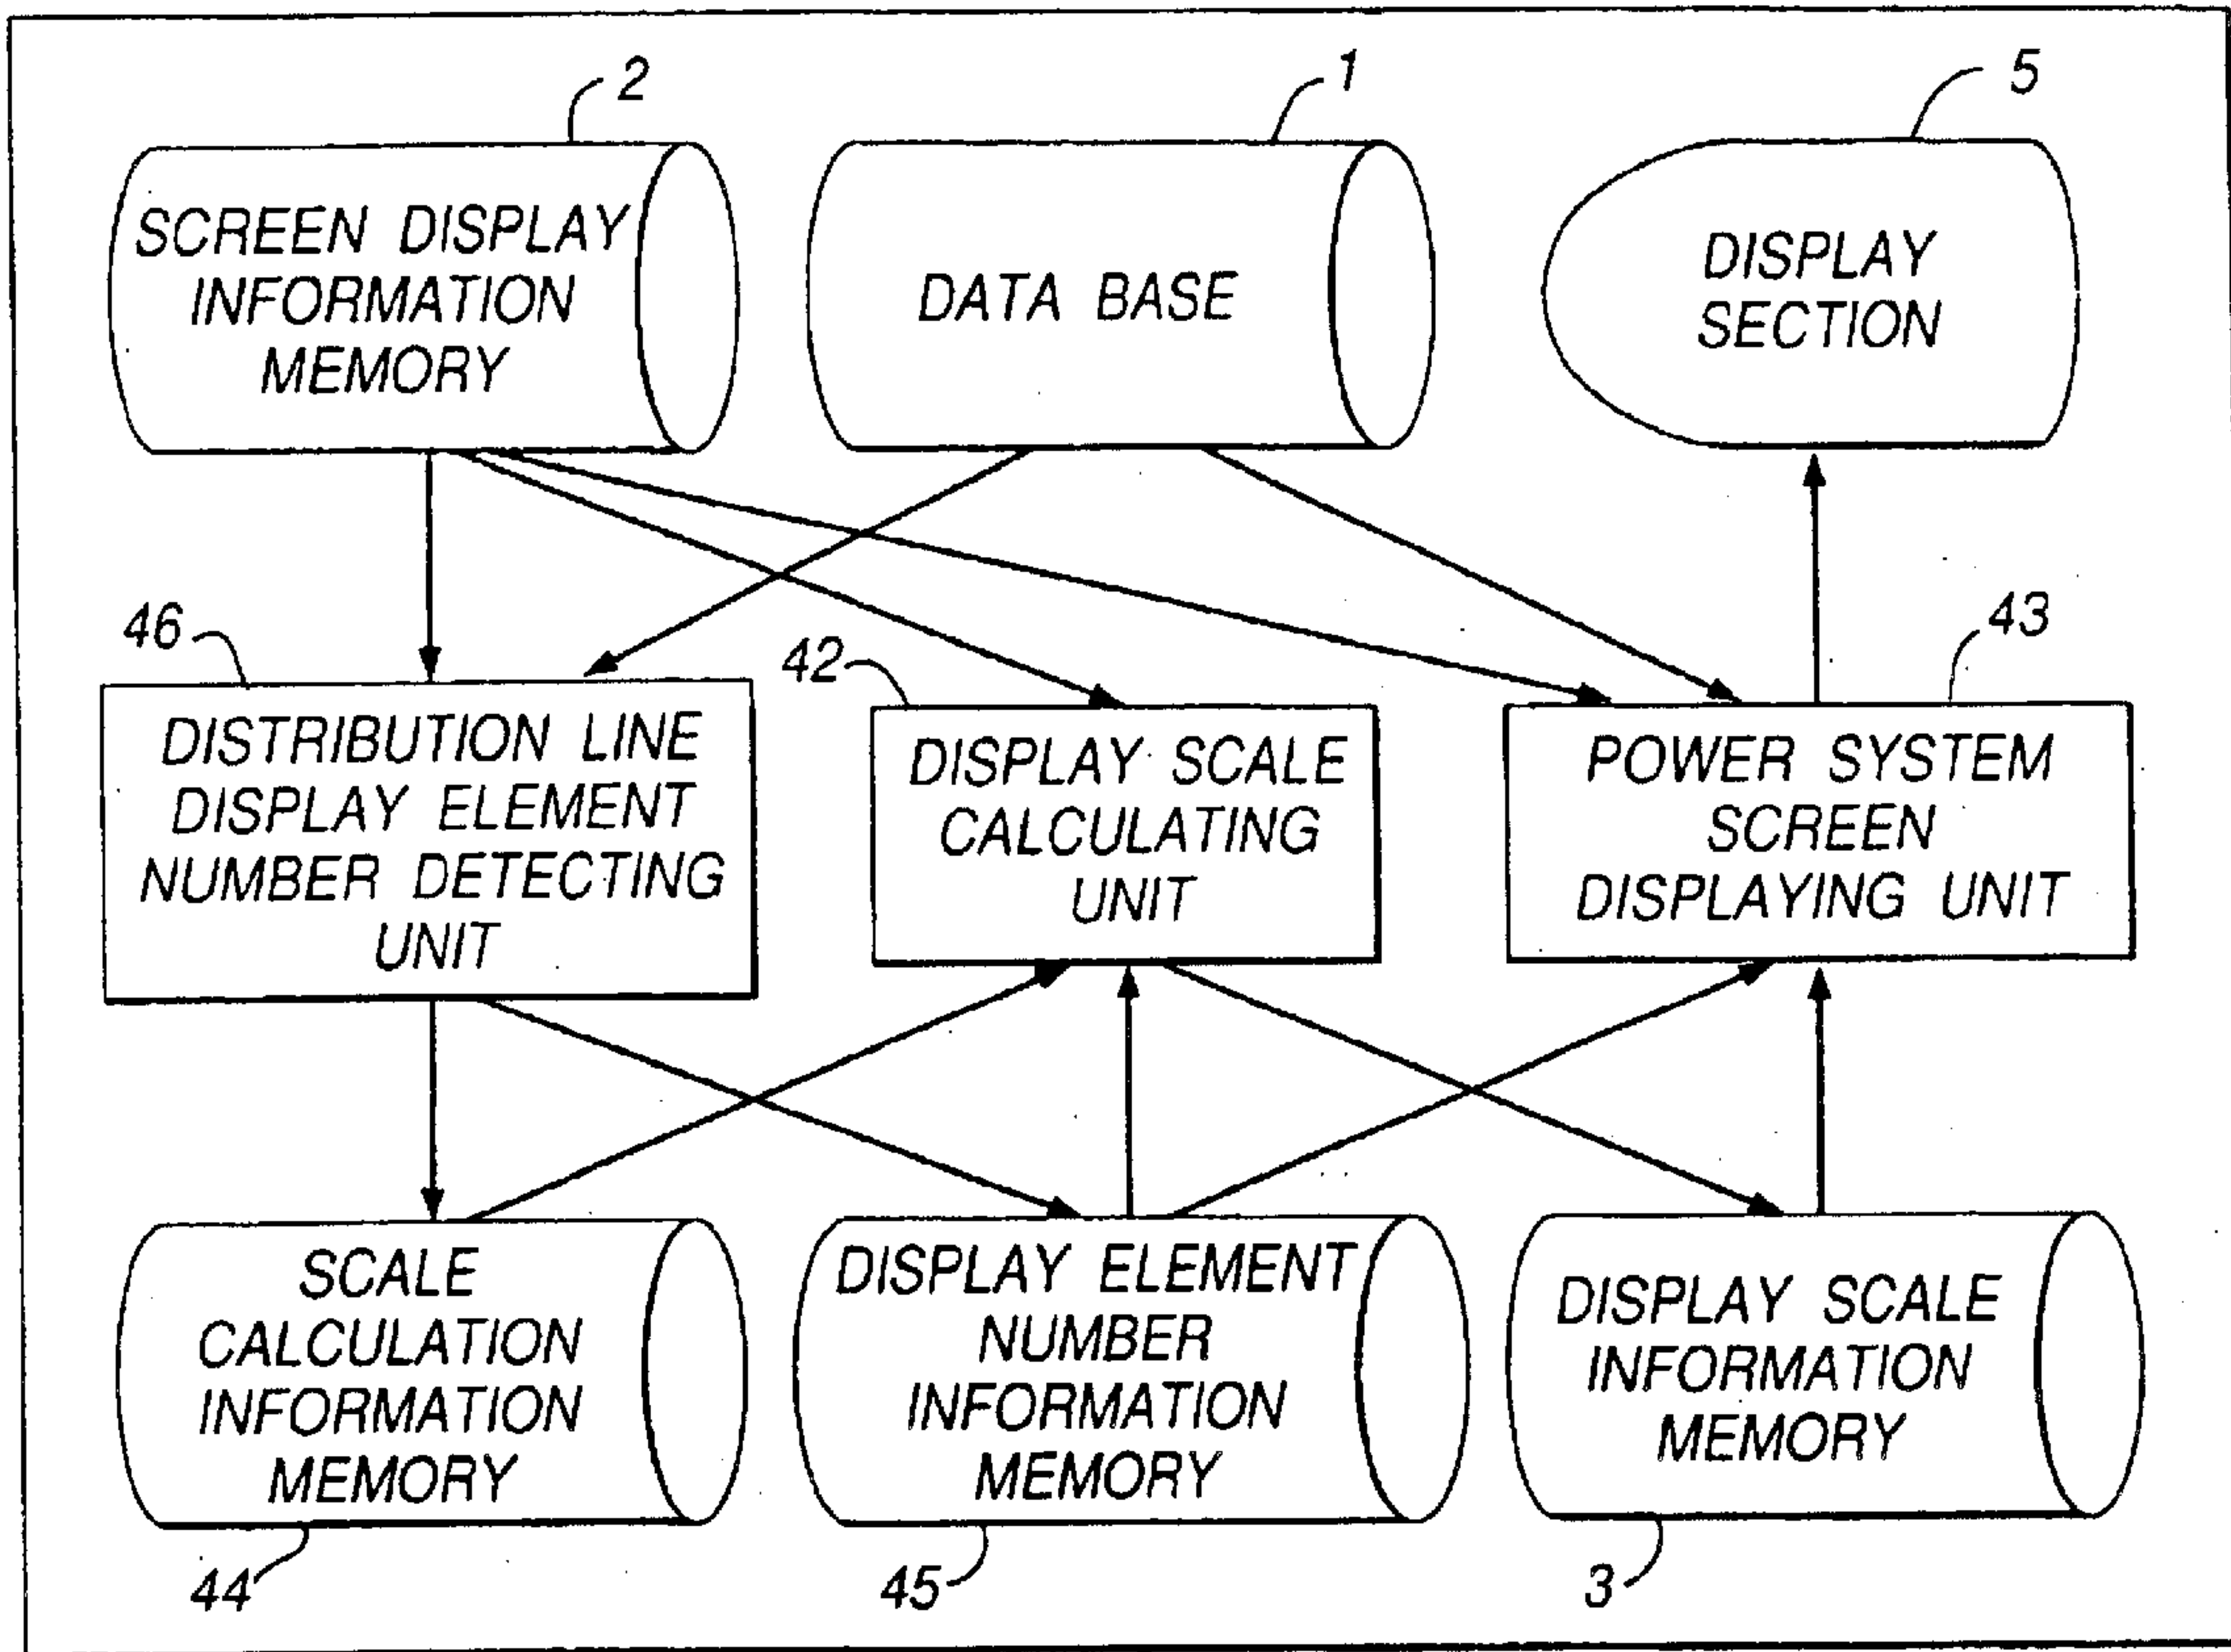 2
1
5
SCREEN DISPLAY
INFORMATION
MEMORY
DATA BASE
DISPLAY
SECTION
46
42
43
DISTRIBUTION LINE
DISPLAY ELEMENT
NUMBER DETECTING
UNIT
DISPLAY SCALE
CALCULATING
UNIT
POWER SYSTEM
SCREEN
DISPLAYING UNIT
SCALE
CALCULATION
INFORMATION
MEMORY
DISPLAY ELEMENT
NUMBER
INFORMATION
MEMORY
DISPLAY SCALE
INFORMATION
MEMORY
44
45
3